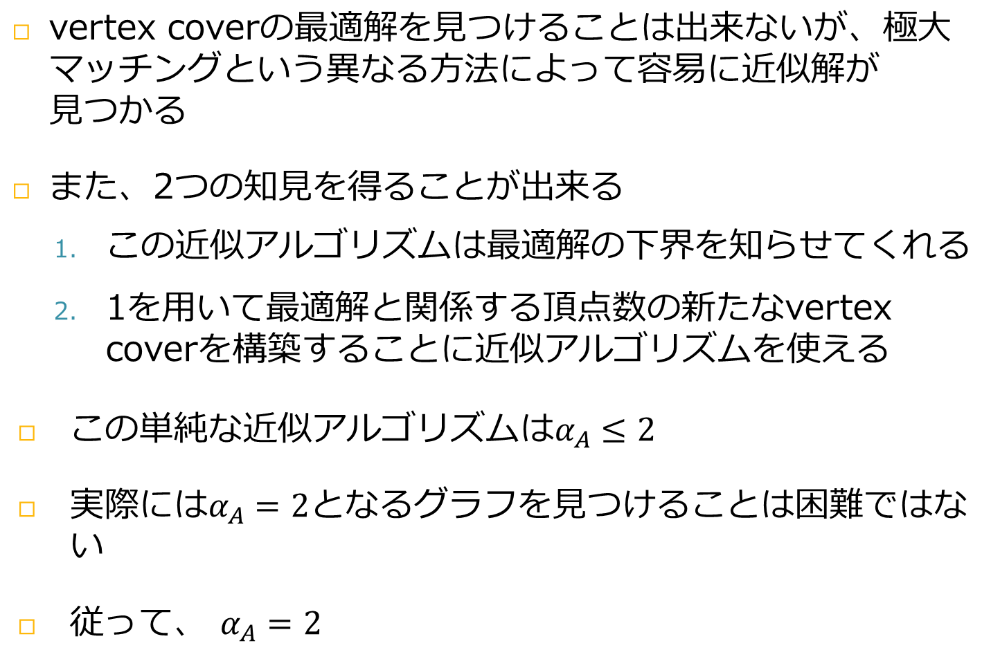 vertex coverの最適解を見つけることは出来ないが、極大
マッチングという異なる方法によって容易に近似解が
見つかる
また、2つの知見を得ることが出来る
1. この近似アルゴリズムは最適解の下界を知らせてくれる
2. 1を用いて最適解と関係する頂点数の新たなvertex
coverを構築することに近似アルゴリズムを使える
この単純な近似アルゴリズムは𝛼𝐴 ≤ 2
実際には𝛼𝐴 = 2となるグラフを見つけることは困難ではな
い
従って、 𝛼𝐴 = 2